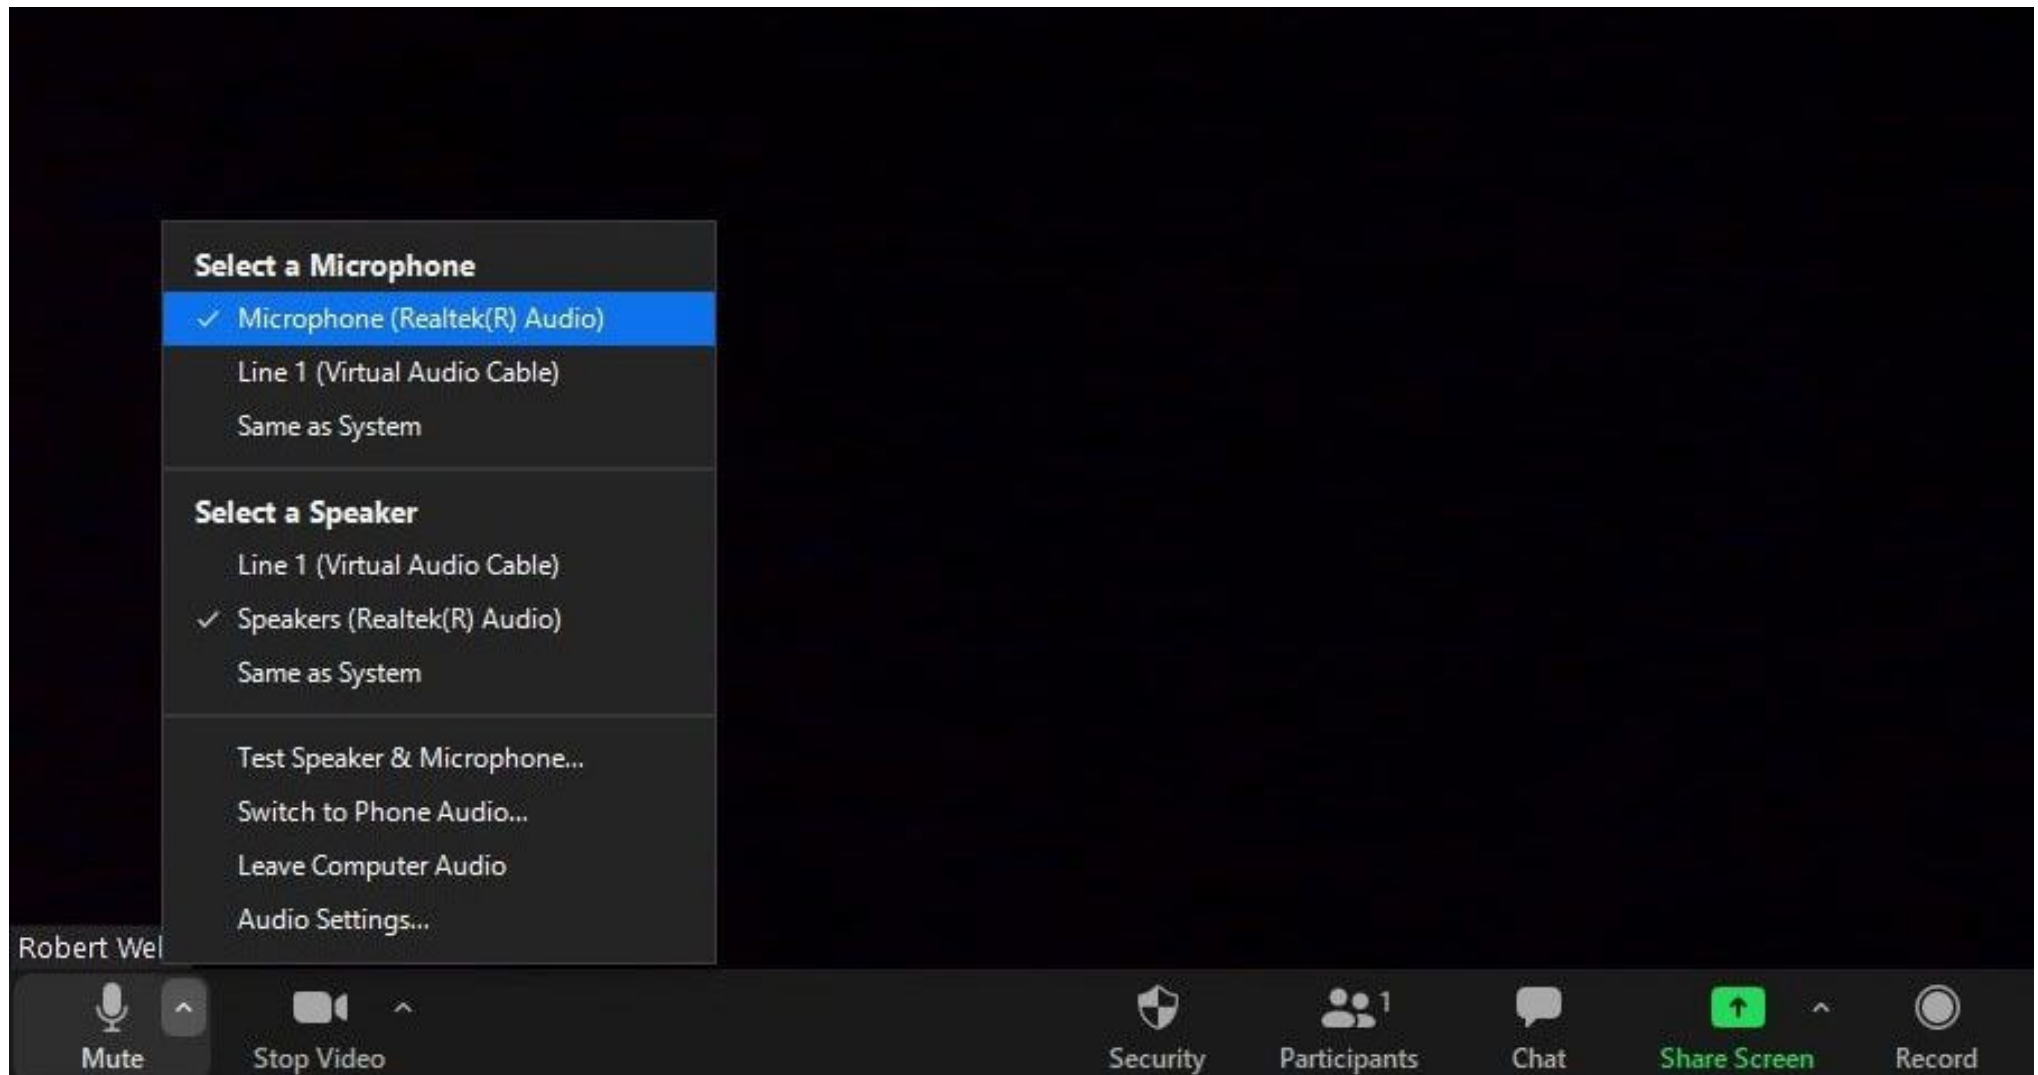 Select a Microphone
Microphone (Realtek(R) Audio)
Line 1 (Virtual Audio Cable)
Same as System
Select a Speaker
Line 1 (Virtual Audio Cable)
Speakers (Realtek(R) Audio)
Same as System
Test Speaker & Microphone...
Switch to Phone Audio...
Leave Computer Audio
Audio Settings...
Robert
1
Mute Stop Video Security Participants Chat Share Screen Record